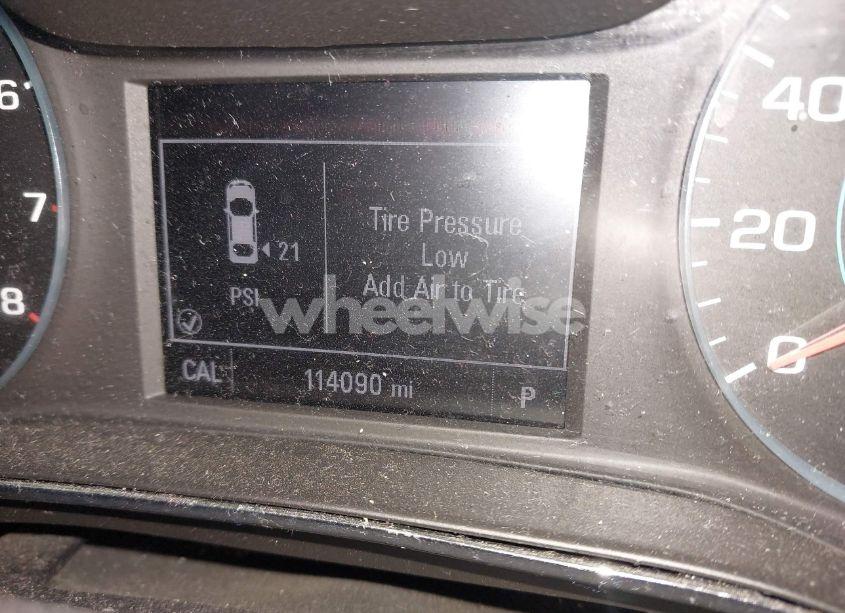 6
7
8
40
20
0
Tire Pressure
Low
Add Air to Tire
21
PSI
wheelwise
CAL
114090 mi
P